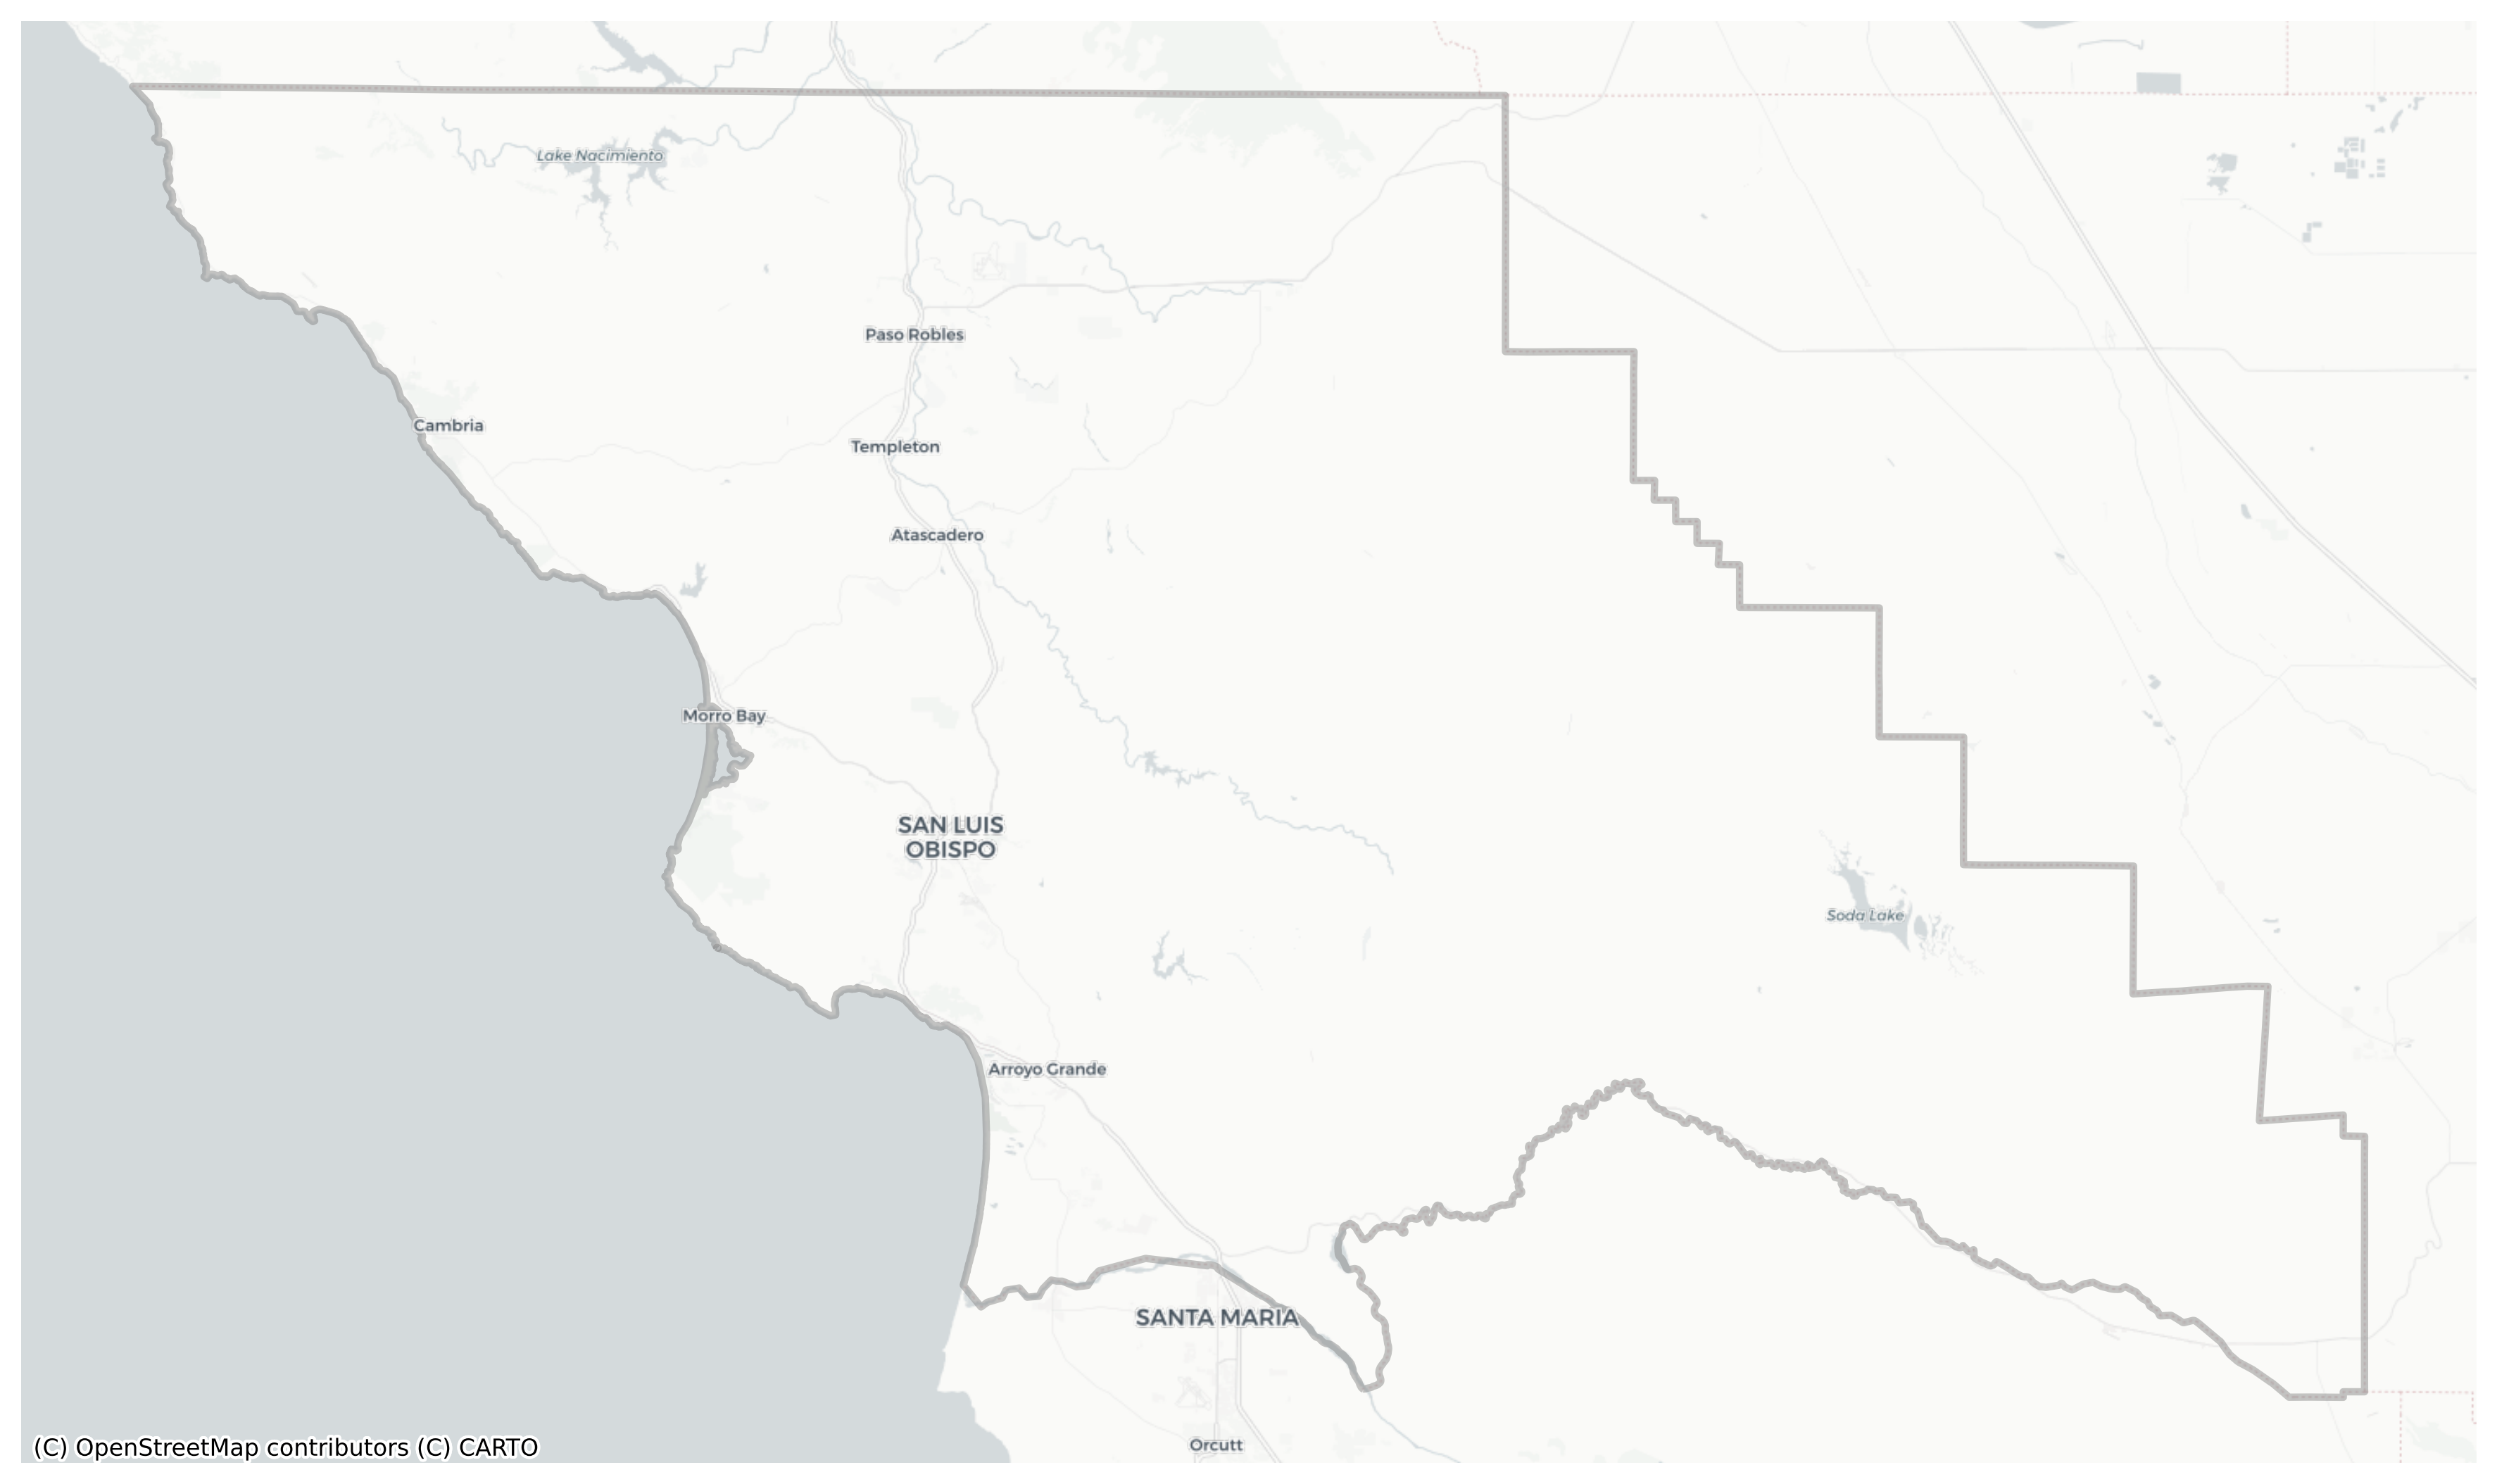 Lake Nacimiento
Paso Robles
Cambria
Templeton
Atascadero
Morro Bay
SAN LUIS
OBISPO
Soda Lake
Arroyo Grande
SANTA MARIA
Orcutt
(C) OpenStreetMap contributors (C) CARTO